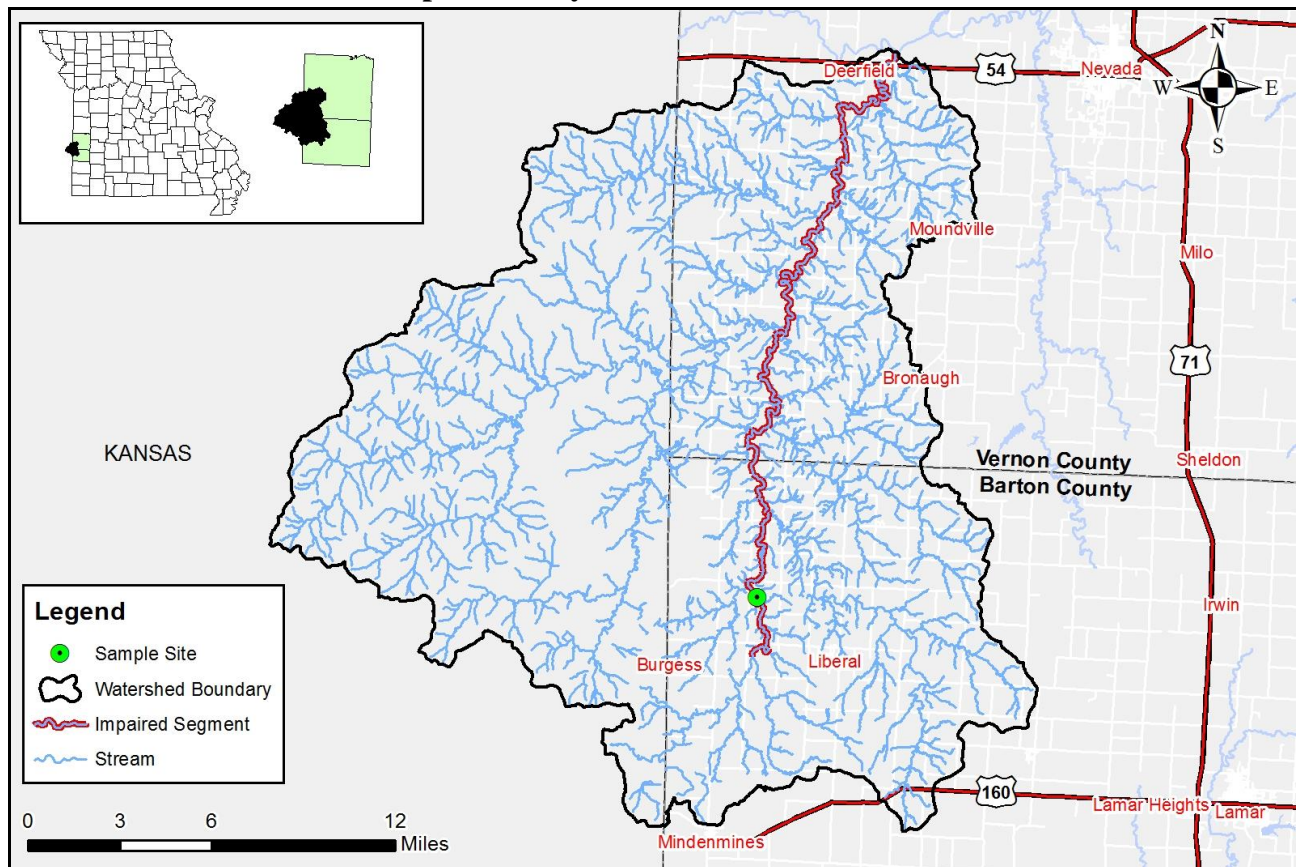 N
W E
S
Deerfield
54
Nevada
Moundville
Milo
71
Bronaugh
KANSAS
Vernon County
Sheldon
Barton County
Legend
Sample Site
Watershed Boundary
Impaired Segment
Stream
Irwin
Burgess
Liberal
160
Lamar Heights
Lamar
Mindenmines
0 3 6 12
Miles